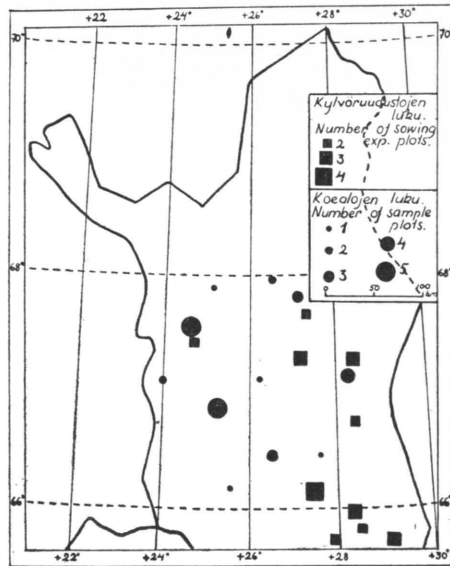 +22 +24° +26° +28 +30°
70° 70°
Kylvöruudustojen
luku.
Number of sowing
exp. plots.
2
3
4
Koealojen luku.
Number of sample
plots.
1 4
2
3 5
0 50 100
km
68°
66° 66°
+22° +24° +26° +28 +30°